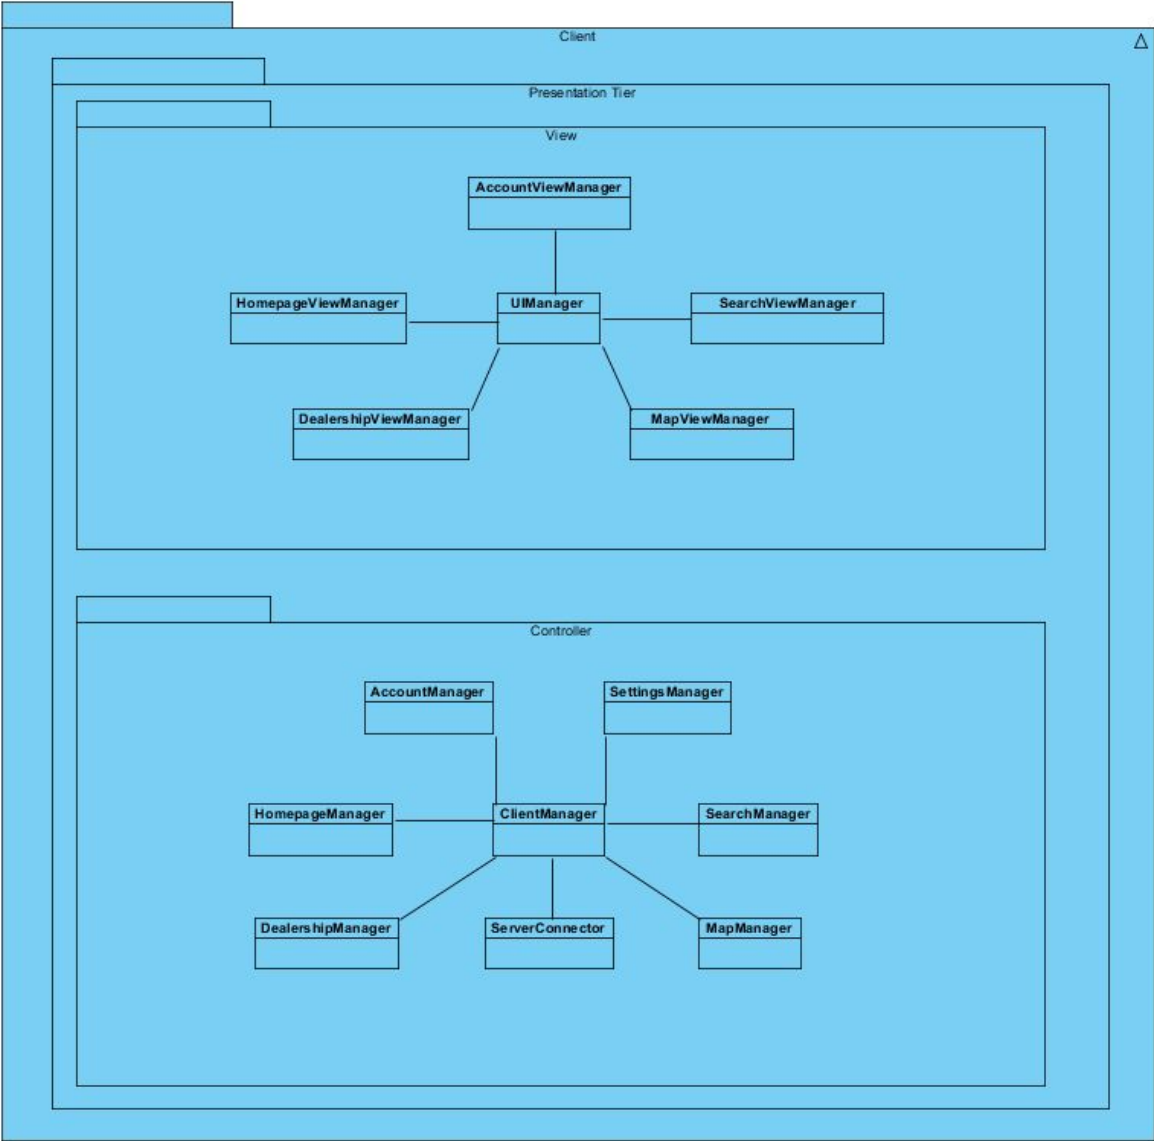 Client
Presentation Tier
View
AccountViewManager
HomepageViewManager
UIManager
SearchViewManager
DealershipViewManager
MapViewManager
Controller
AccountManager
SettingsManager
HomepageManager
ClientManager
SearchManager
DealershipManager
ServerConnector
MapManager